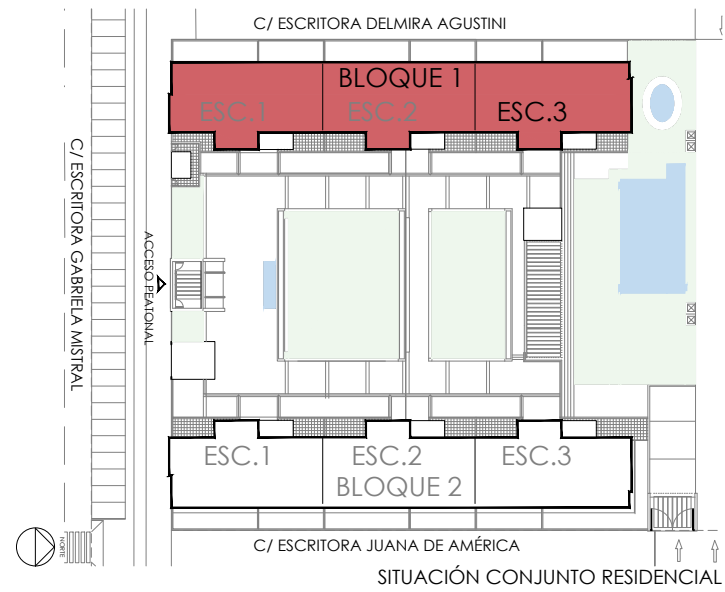 C/ ESCRITORA DELMIRA AGUSTINI
BLOQUE 1
ESC.1
ESC.2
ESC.3
C/ ESCRITORA GABRIELA MISTRAL
ACCESO PEATONAL
ESC.1
ESC.2
ESC.3
BLOQUE 2
C/ ESCRITORA JUANA DE AMÉRICA
NORTE
SITUACIÓN CONJUNTO RESIDENCIAL